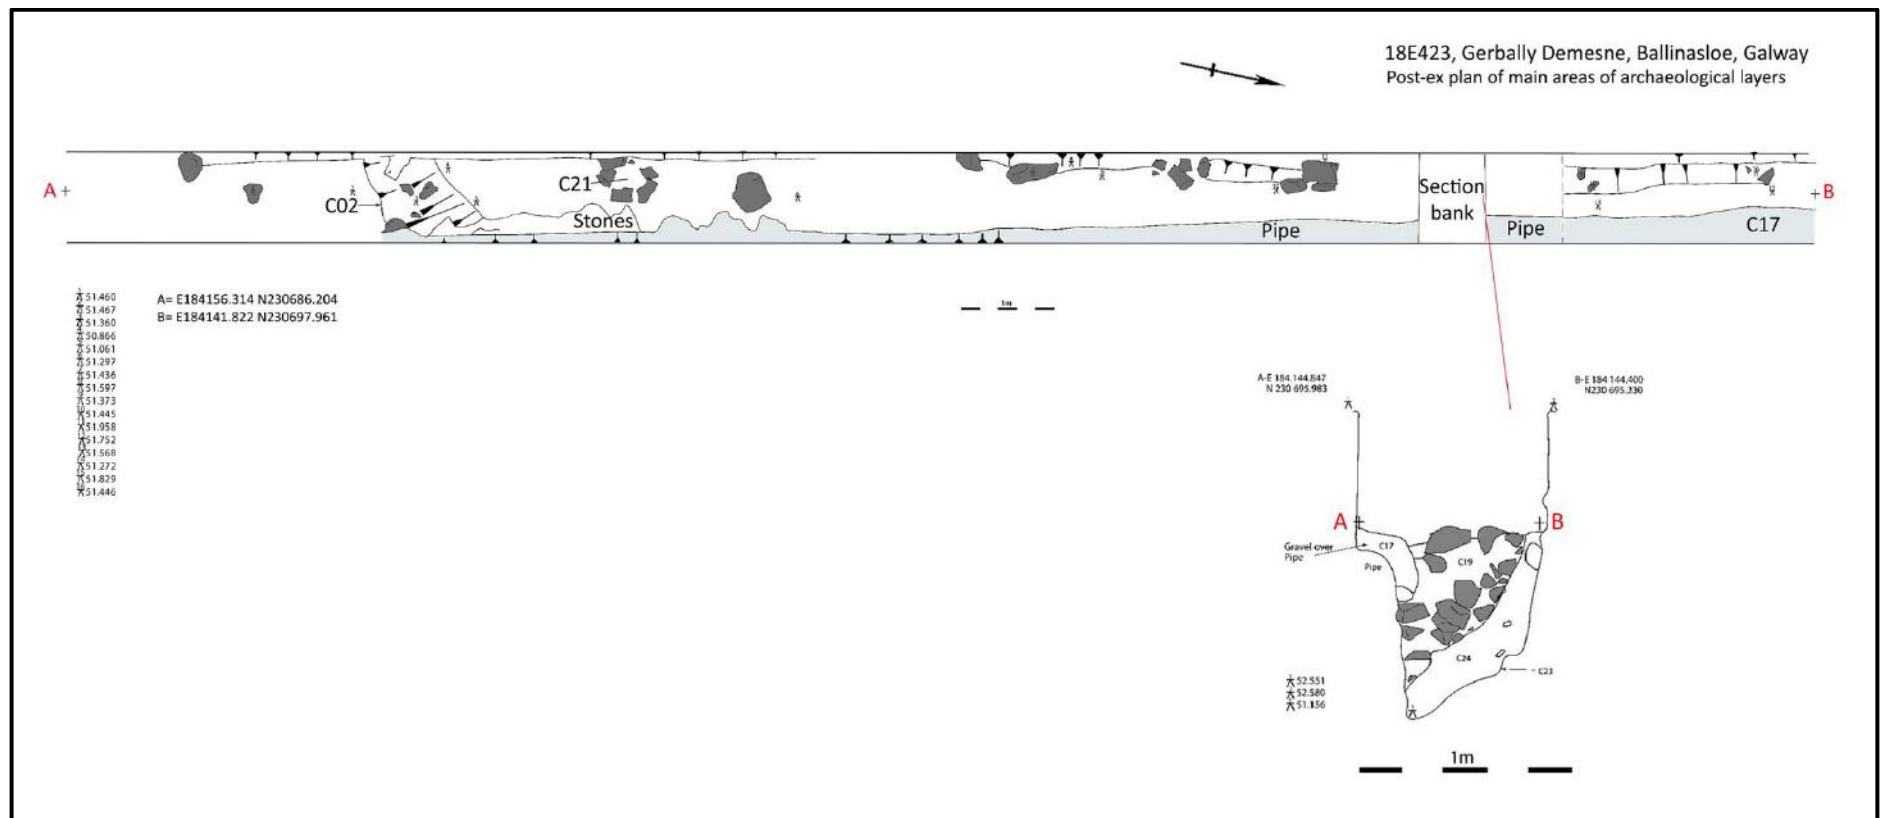 18E423, Gerbally Demesne, Ballinasloe, Galway
Post-ex plan of main areas of archaeological layers
A
C02
C21
Stones
Pipe
Section
bank
Pipe
C17
B
A= E184156.314 N230686.204
B= E184141.822 N230697.961
1m
51.460
51.467
51.360
50.866
51.061
51.297
51.436
51.597
51.373
51.445
51.958
51.752
51.568
51.272
51.829
51.446
A-E 184.144.847
N 230 695.983
B-E 184 144.400
N230 695.330
A
B
Gravel over
Pipe
C17
Pipe
C19
C24
C23
52.551
52.580
51.156
1m